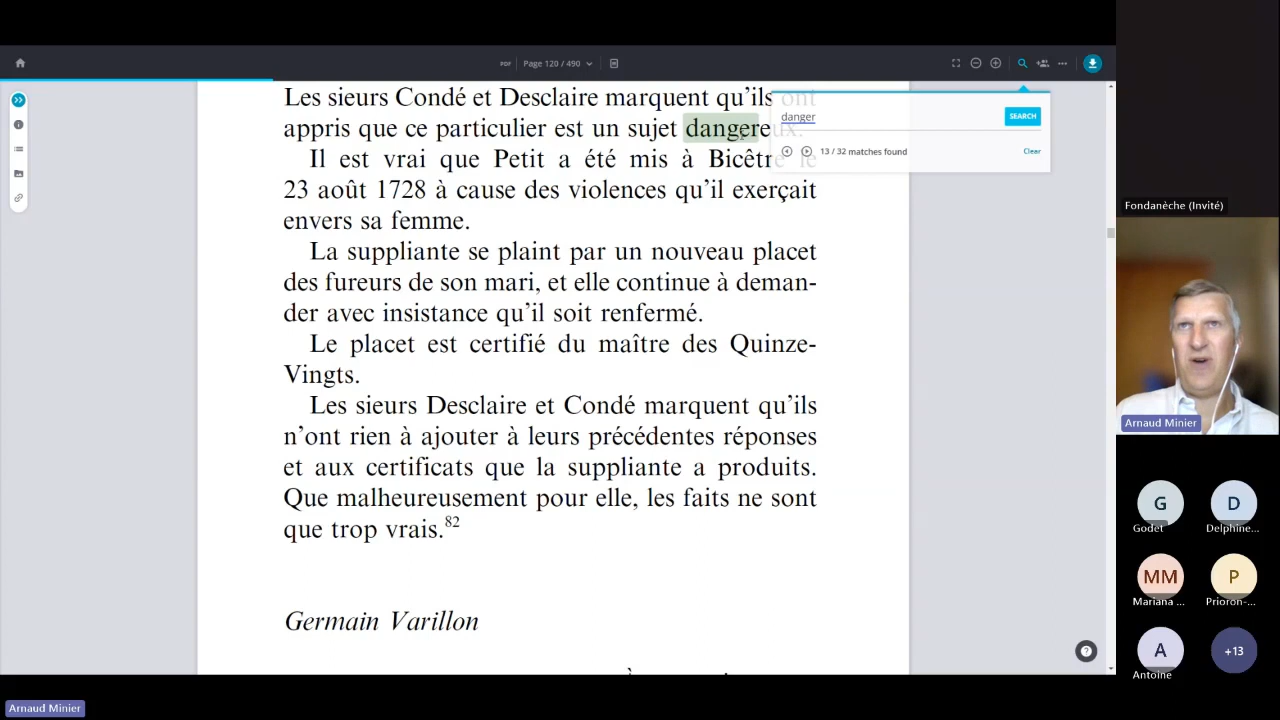 PDF
Page 120 / 490
Les sieurs Condé et Desclaire marquent qu'ils ont
appris que ce particulier est un sujet dangereux.
Il est vrai que Petit a été mis à Bicêtre le
23 août 1728 à cause des violences qu'il exerçait
envers sa femme.
La suppliante se plaint par un nouveau placet
des fureurs de son mari, et elle continue à deman-
der avec insistance qu'il soit renfermé.
Le placet est certifié du maître des Quinze-
Vingts.
Les sieurs Desclaire et Condé marquent qu'ils
n'ont rien à ajouter à leurs précédentes réponses
et aux certificats que la suppliante a produits.
Que malheureusement pour elle, les faits ne sont
que trop vrais.82
Germain Varillon
danger
SEARCH
13 / 32 matches found
Clear
Fondanèche (Invité)
Arnaud Minier
G
Godet
D
Delphine...
MM
Mariana ...
P
Prioron-...
A
Antoine
+13
Arnaud Minier